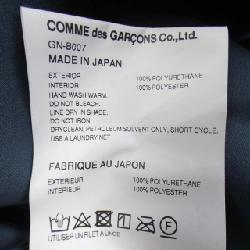 COMME des GARÇONS Co., Ltd.
GN-B007
MADE IN JAPAN
EXTERIOR 100% POLYURETHANE
INTERIOR 100% POLYESTER
HAND WASH WARM.
DO NOT BLEACH.
LINE DRY IN SHADE.
DO NOT IRON
DRYCLEAN, PETROLEUM SOLVENT ONLY, SHORT CYCLE.
USE A LAUNDRY NET
FABRIQUE AU JAPON
EXTERIEUR 100% POLYURETHANE
INTERIEUR 100% POLYESTER
UTILISER UN FILET A LINGE